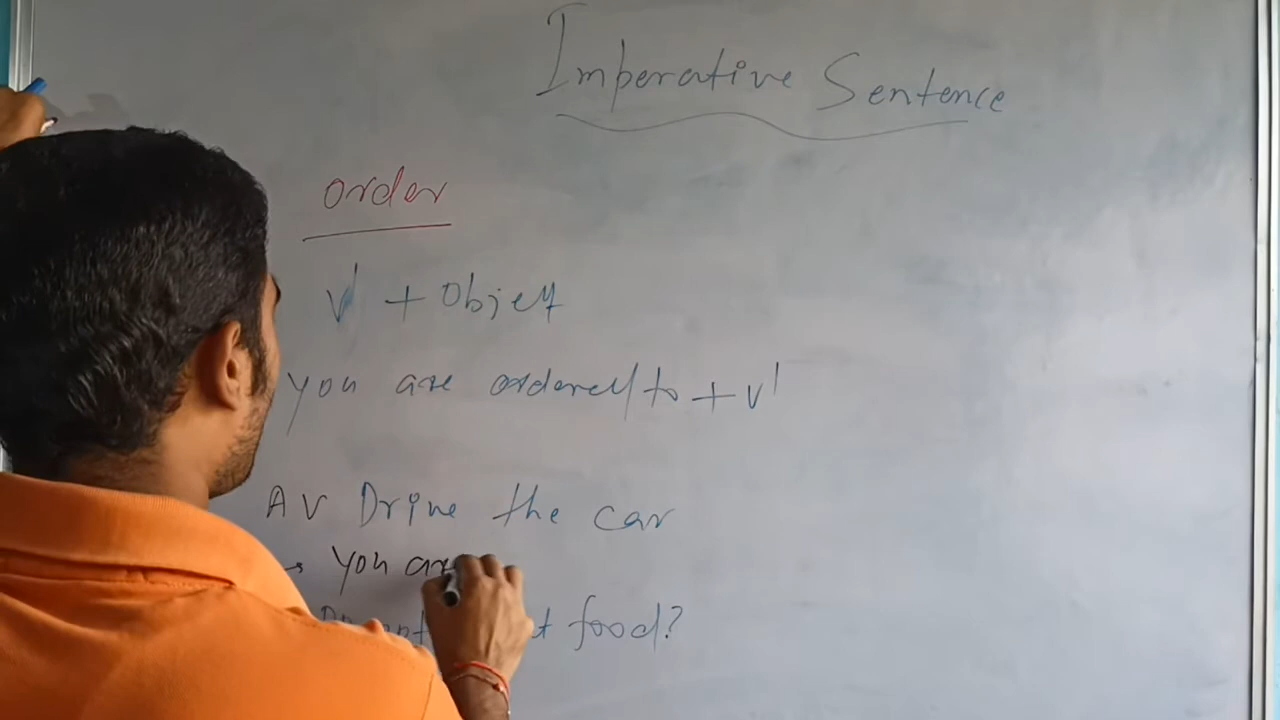 Imperative Sentence
order
V1 + Object
you are ordered to + v1
AV Drive the car
→ you are
food?